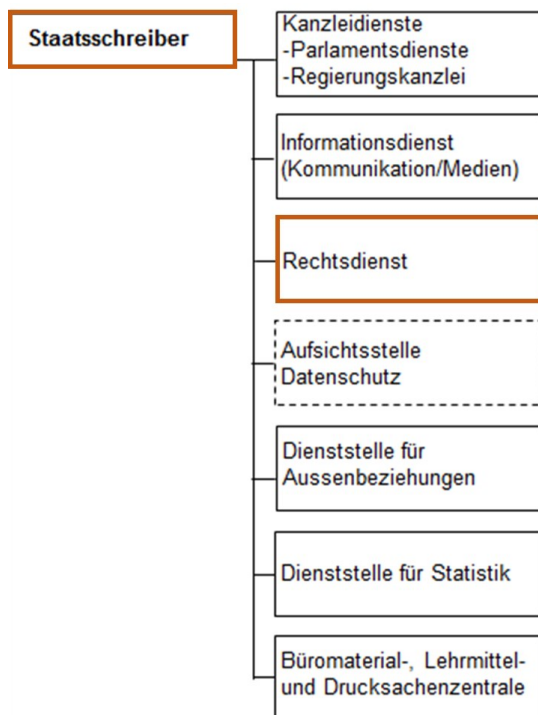 Staatsschreiber
Kanzleidienste
-Parlamentsdienste
-Regierungskanzlei
Informationsdienst
(Kommunikation/Medien)
Rechtsdienst
Aufsichtsstelle
Datenschutz
Dienststelle für
Aussenbeziehungen
Dienststelle für Statistik
Büromaterial-, Lehrmittel-
und Drucksachenzentrale